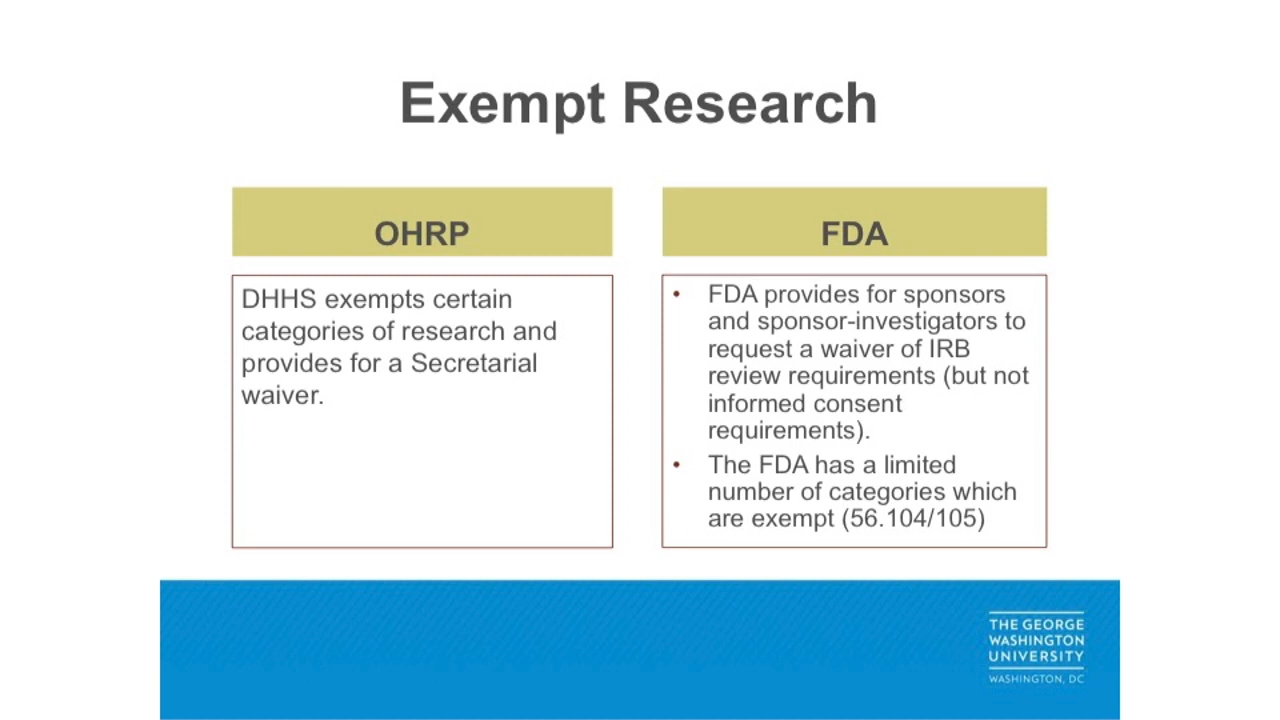 Exempt Research
OHRP
DHHS exempts certain
categories of research and
provides for a Secretarial
waiver.
FDA
• FDA provides for sponsors
and sponsor-investigators to
request a waiver of IRB
review requirements (but not
informed consent
requirements).
• The FDA has a limited
number of categories which
are exempt (56.104/105)
THE GEORGE
WASHINGTON
UNIVERSITY
WASHINGTON, DC